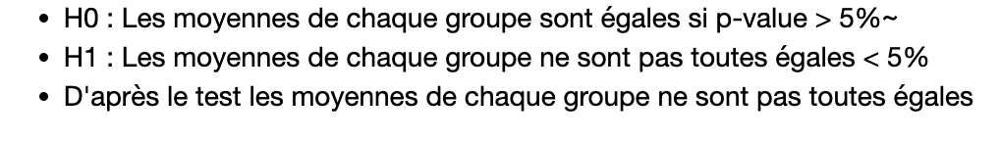 • H0 : Les moyennes de chaque groupe sont égales si p-value > 5%~
• H1 : Les moyennes de chaque groupe ne sont pas toutes égales < 5%
• D'après le test les moyennes de chaque groupe ne sont pas toutes égales